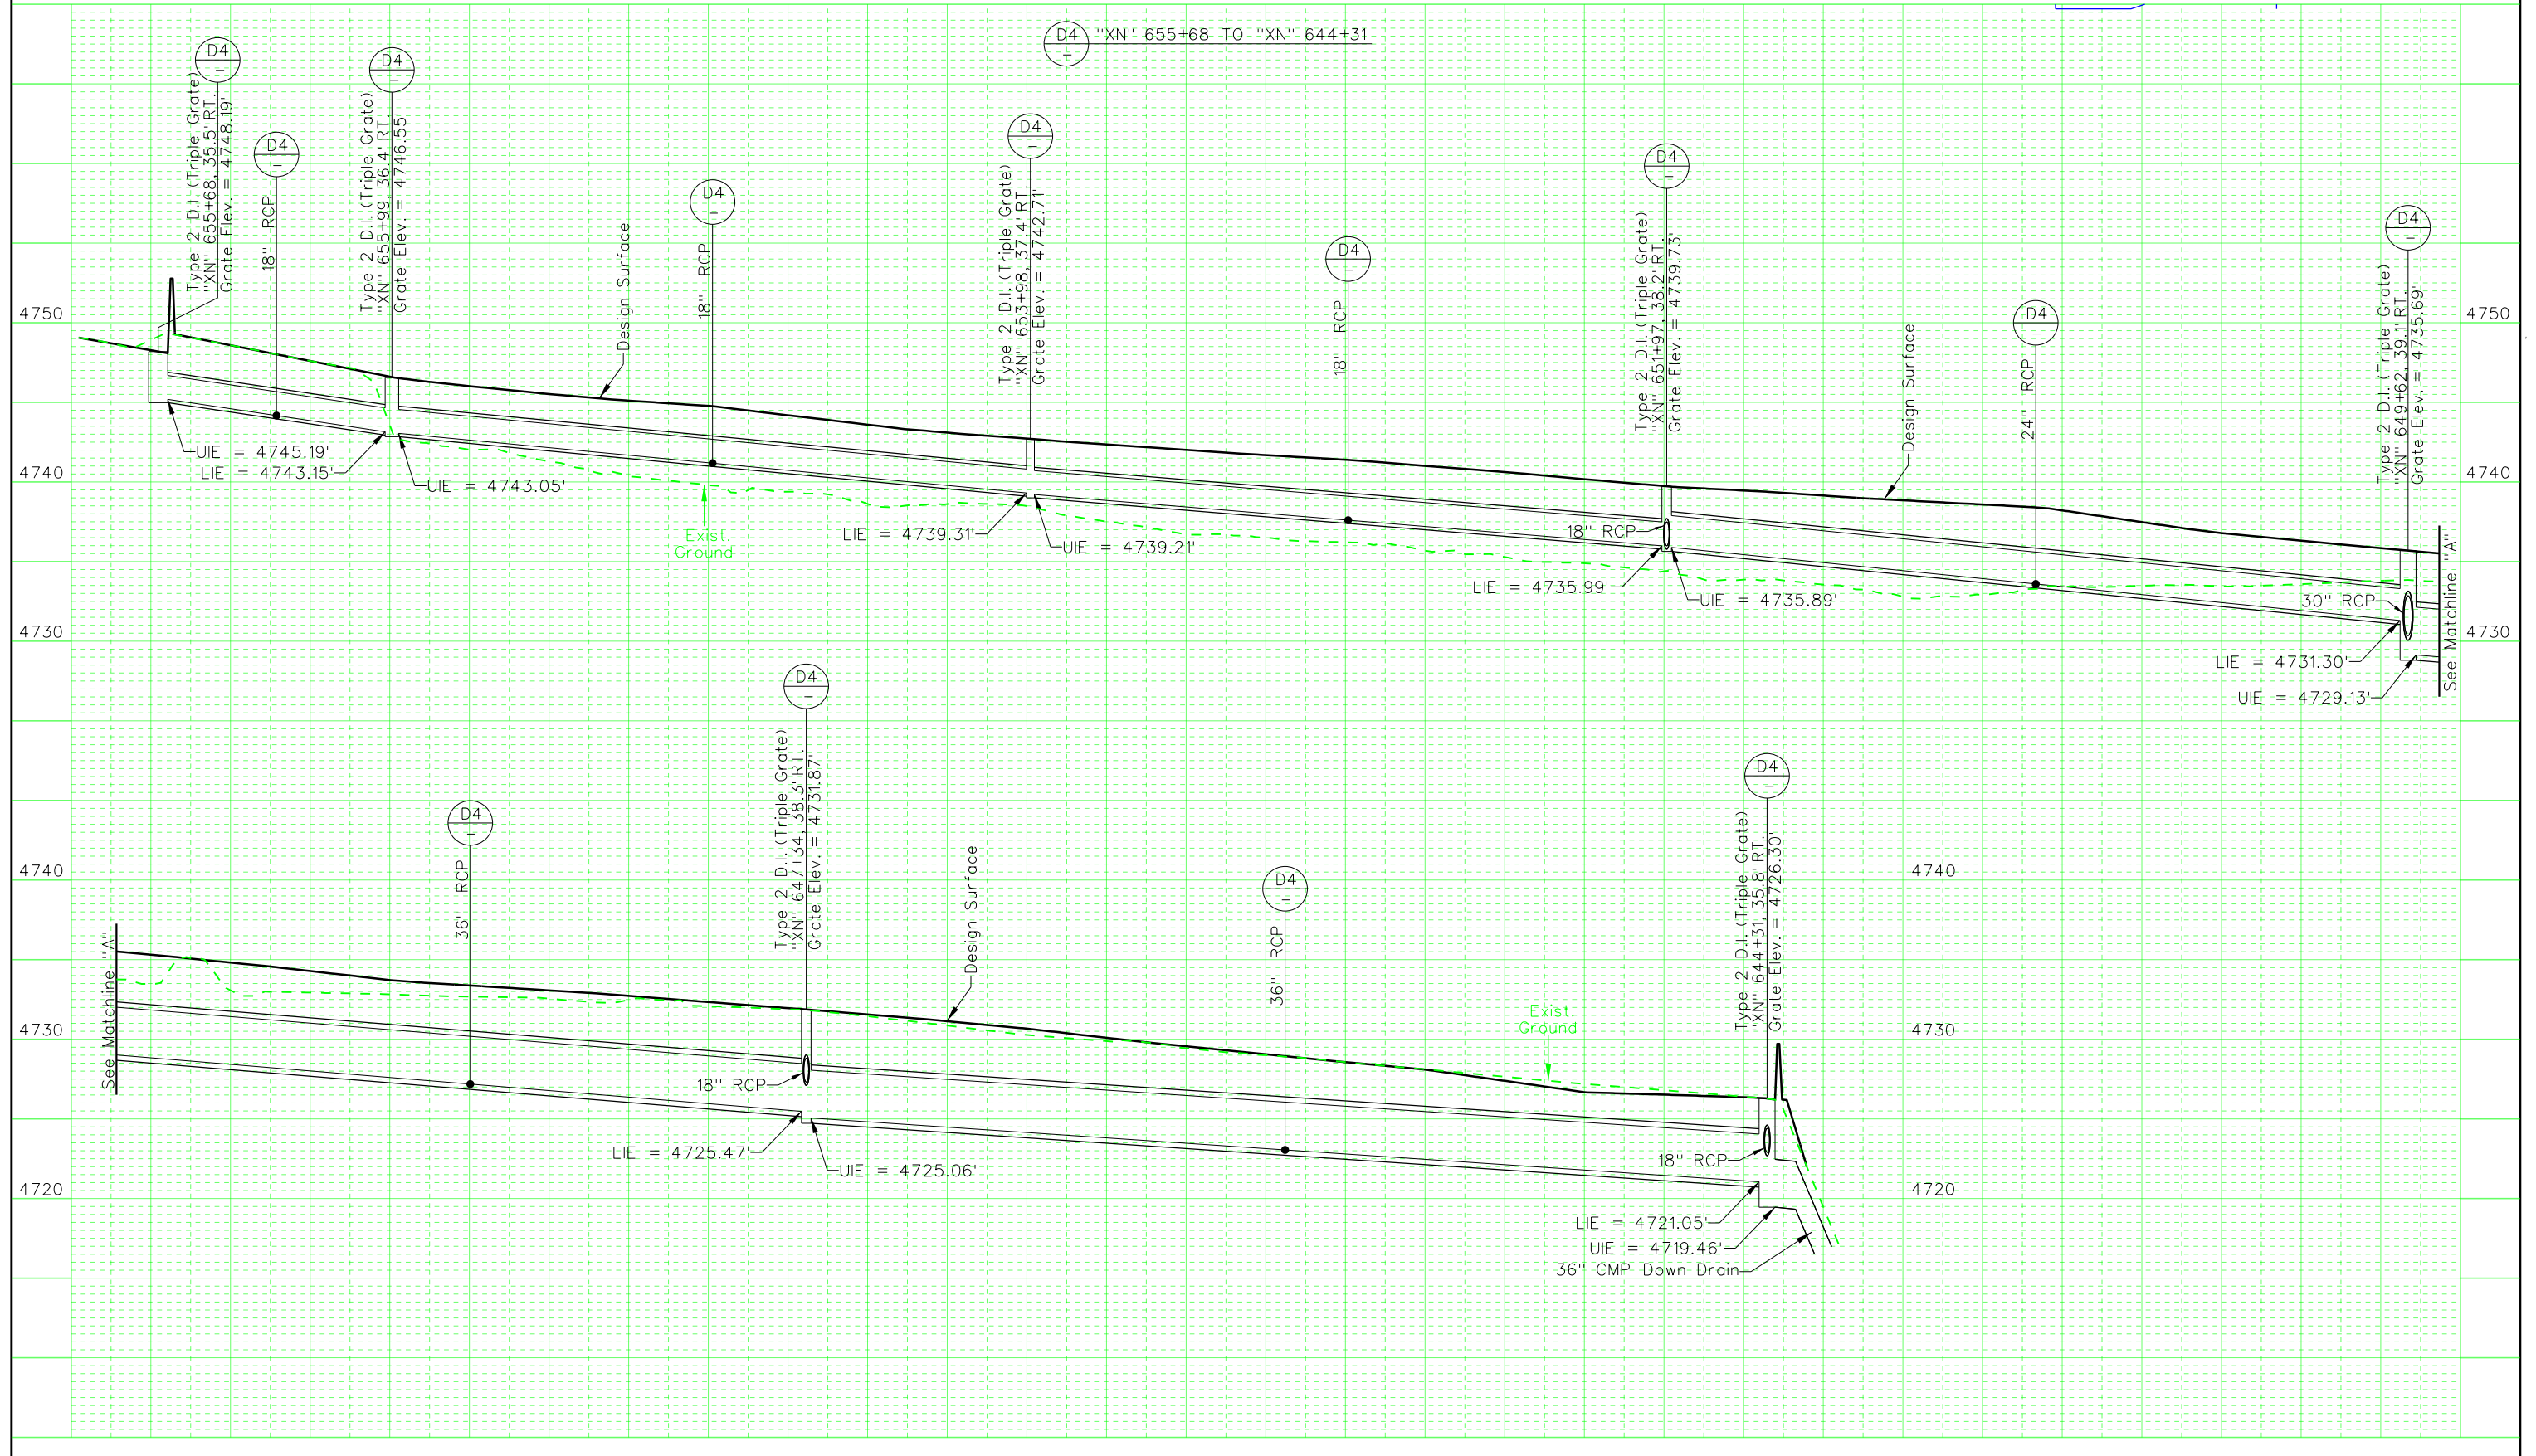 D4
–
"XN" 655+68 TO "XN" 644+31
D4
–
Type 2 D.I. (Triple Grate)
"XN" 655+68, 35.5' RT.
Grate Elev. = 4748.19'
D4
–
18" RCP
D4
–
Type 2 D.I. (Triple Grate)
"XN" 655+99, 36.4' RT.
Grate Elev. = 4746.55'
Design Surface
D4
–
18" RCP
D4
–
Type 2 D.I. (Triple Grate)
"XN" 653+98, 37.4' RT.
Grate Elev. = 4742.71'
D4
–
18" RCP
D4
–
Type 2 D.I. (Triple Grate)
"XN" 651+97, 38.2' RT.
Grate Elev. = 4739.73'
Design Surface
D4
–
24" RCP
D4
–
Type 2 D.I. (Triple Grate)
"XN" 649+62, 39.1' RT.
Grate Elev. = 4735.69'
4750
4750
4740
4740
4730
4730
UIE = 4745.19'
LIE = 4743.15'
UIE = 4743.05'
Exist.
Ground
LIE = 4739.31'
UIE = 4739.21'
18" RCP
LIE = 4735.99'
UIE = 4735.89'
30" RCP
LIE = 4731.30'
UIE = 4729.13'
See Matchline "A"
See Matchline "A"
D4
–
36" RCP
D4
–
Type 2 D.I. (Triple Grate)
"XN" 647+34, 38.3' RT.
Grate Elev. = 4731.87'
Design Surface
D4
–
36" RCP
Exist.
Ground
D4
–
Type 2 D.I. (Triple Grate)
"XN" 644+31, 35.8' RT.
Grate Elev. = 4726.30'
4740
4740
4730
4730
4720
4720
18" RCP
LIE = 4725.47'
UIE = 4725.06'
18" RCP
LIE = 4721.05'
UIE = 4719.46'
36" CMP Down Drain